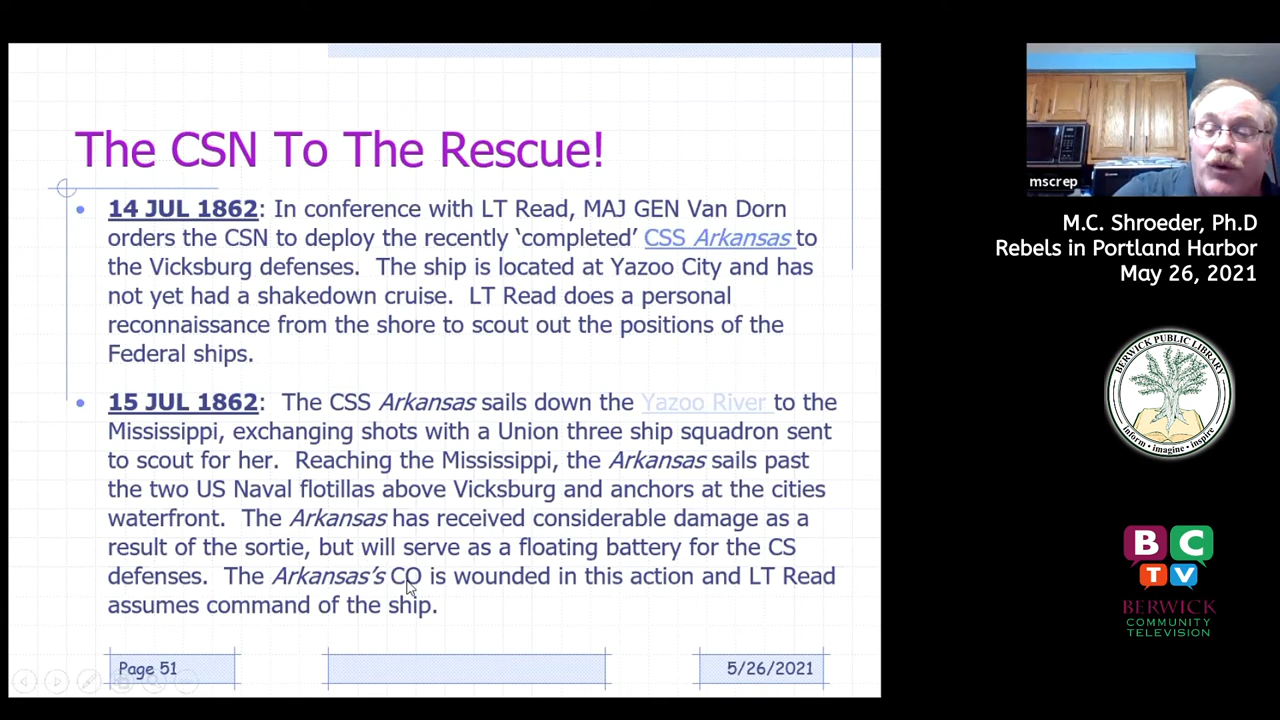 The CSN To The Rescue!
14 JUL 1862: In conference with LT Read, MAJ GEN Van Dorn
orders the CSN to deploy the recently ‘completed’ CSS Arkansas to
the Vicksburg defenses. The ship is located at Yazoo City and has
not yet had a shakedown cruise. LT Read does a personal
reconnaissance from the shore to scout out the positions of the
Federal ships.
15 JUL 1862: The CSS Arkansas sails down the Yazoo River to the
Mississippi, exchanging shots with a Union three ship squadron sent
to scout for her. Reaching the Mississippi, the Arkansas sails past
the two US Naval flotillas above Vicksburg and anchors at the cities
waterfront. The Arkansas has received considerable damage as a
result of the sortie, but will serve as a floating battery for the CS
defenses. The Arkansas’s CO is wounded in this action and LT Read
assumes command of the ship.
Page 51
5/26/2021
mscrep
M.C. Shroeder, Ph.D
Rebels in Portland Harbor
May 26, 2021
BERWICK PUBLIC LIBRARY
inform • imagine • inspire
BC
TV
BERWICK
COMMUNITY
TELEVISION